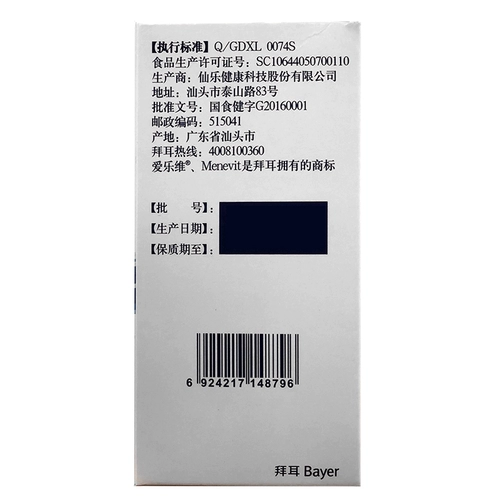 【执行标准】Q/GDXL 0074S
食品生产许可证号：SC10644050700110
生产商：仙乐健康科技股份有限公司
地址：汕头市泰山路83号
批准文号：国食健字G20160001
邮政编码：515041
产地：广东省汕头市
拜耳热线：4008100360
爱乐维®、Menevit是拜耳拥有的商标
【批 号】：
【生产日期】：
【保质期至】：
6 924217 148796
拜耳 Bayer